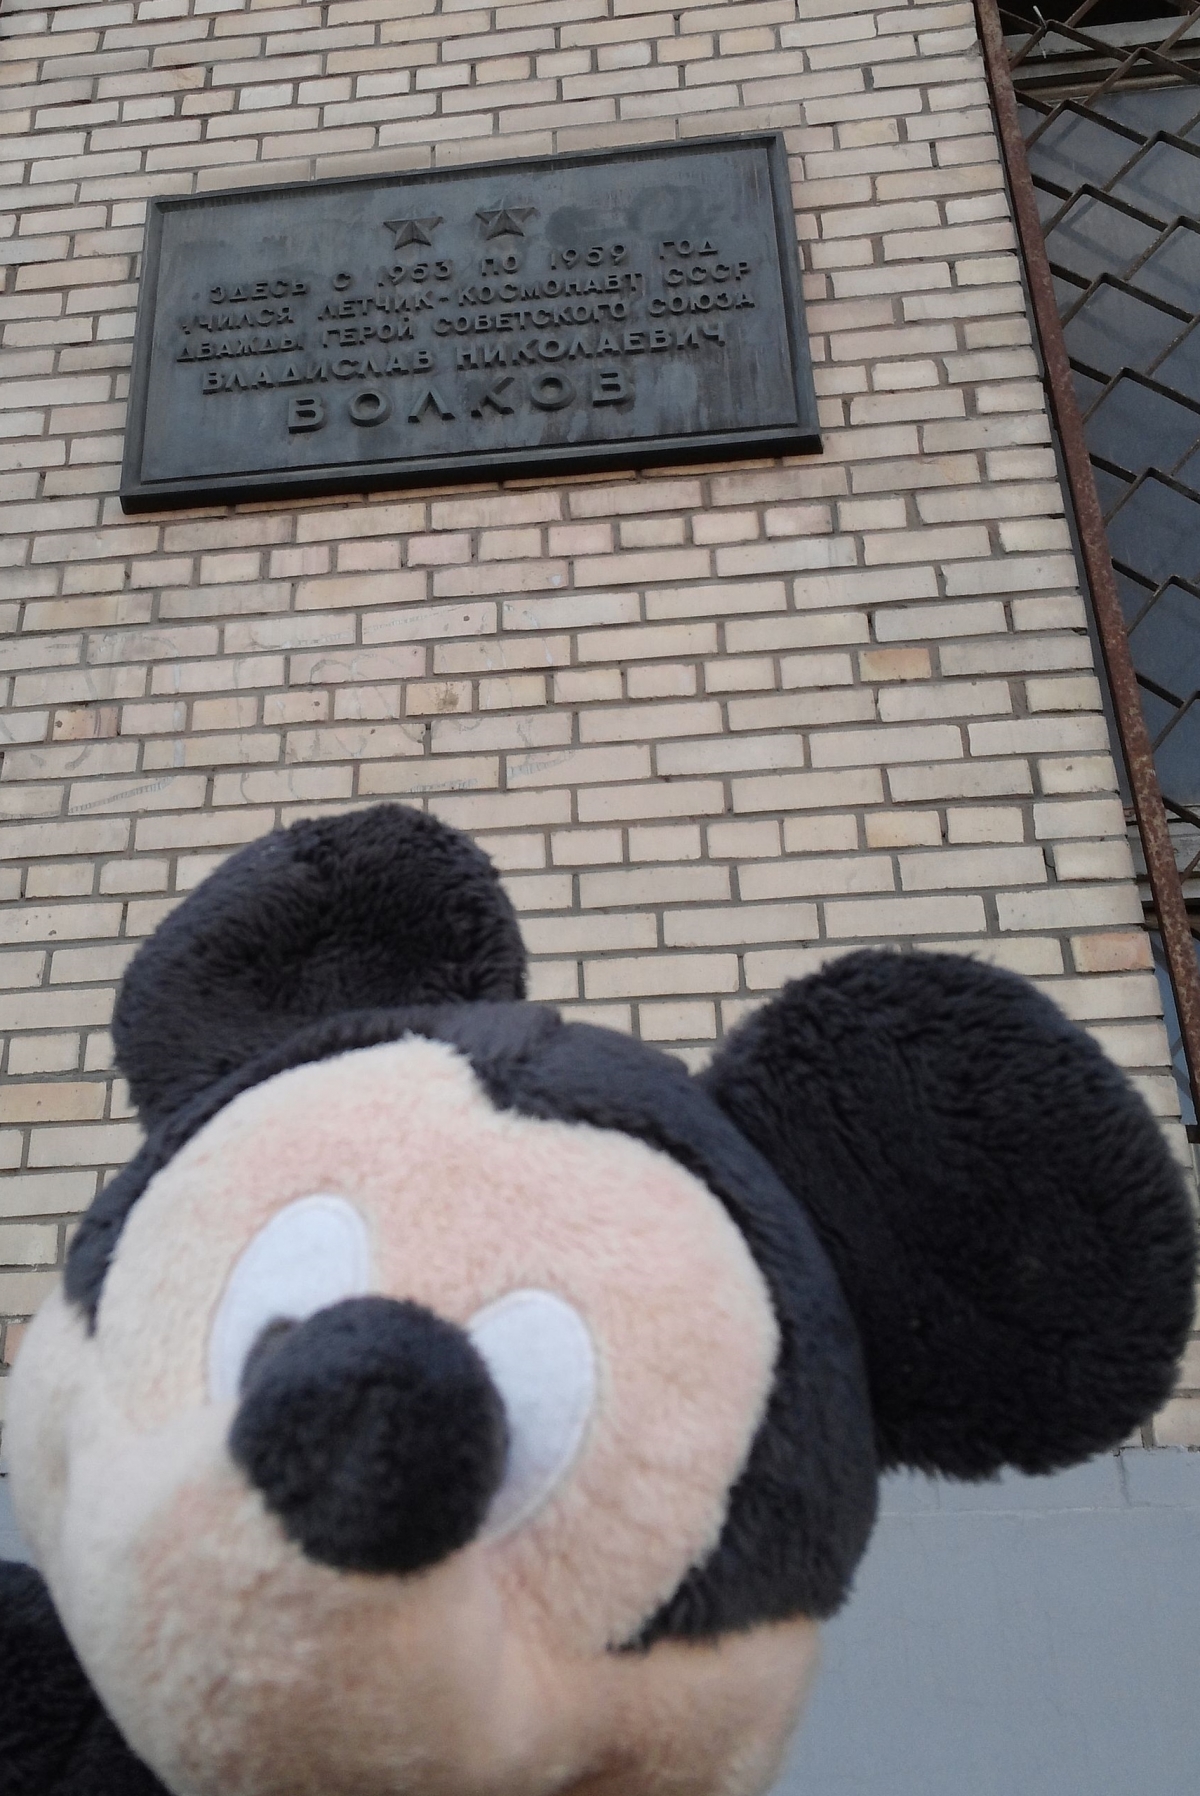 ЗДЕСЬ С 1953 ПО 1959 ГОД
УЧИЛСЯ ЛЕТЧИК-КОСМОНАВТ СССР
ДВАЖДЫ ГЕРОЙ СОВЕТСКОГО СОЮЗА
ВЛАДИСЛАВ НИКОЛАЕВИЧ
ВОЛКОВ